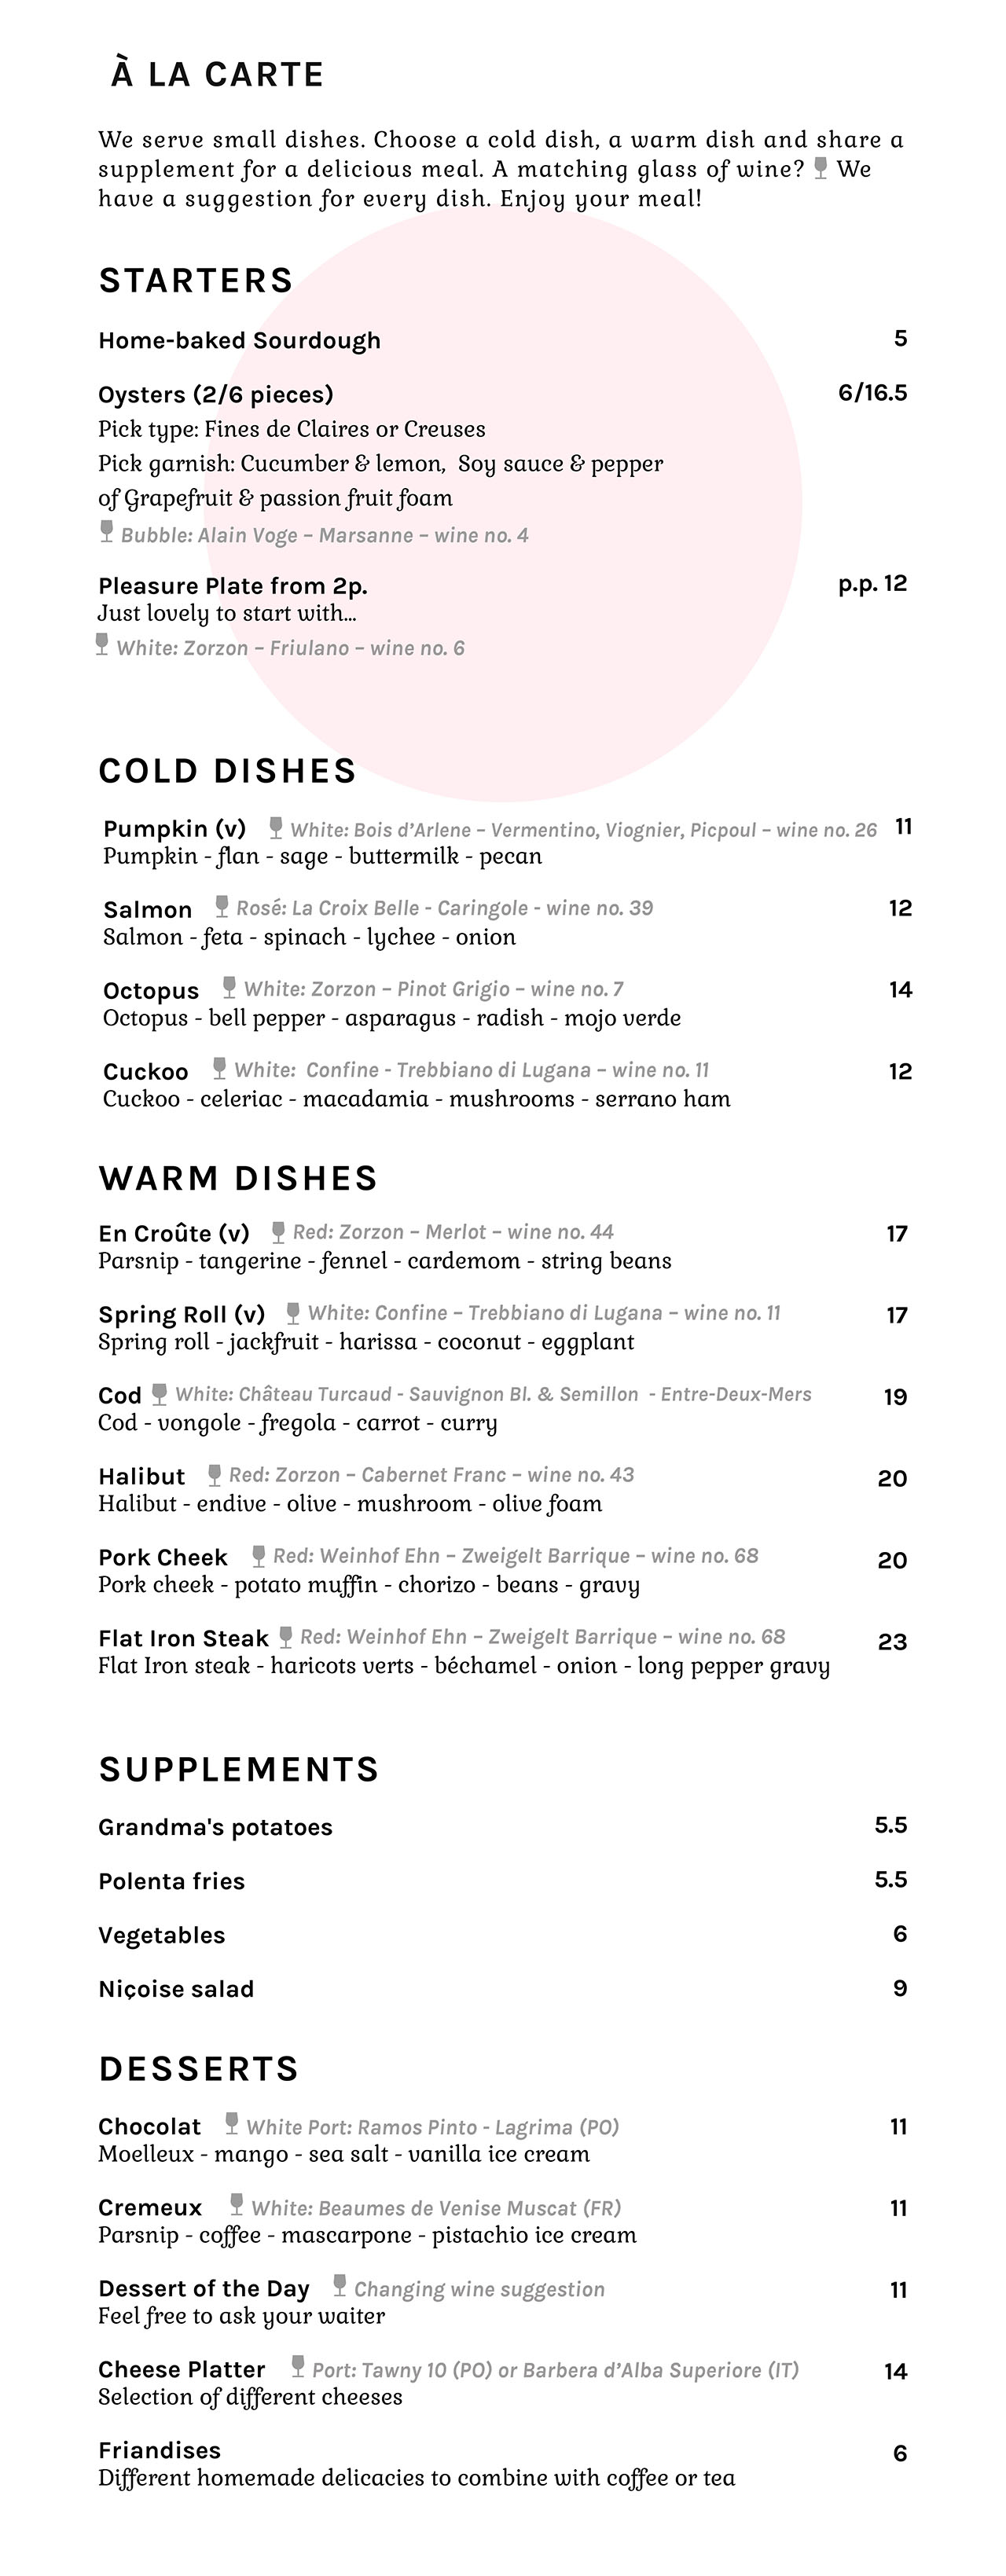 À LA CARTE
We serve small dishes. Choose a cold dish, a warm dish and share a
supplement for a delicious meal. A matching glass of wine? We
have a suggestion for every dish. Enjoy your meal!
STARTERS
Home-baked Sourdough 5
Oysters (2/6 pieces) 6/16.5
Pick type: Fines de Claires or Creuses
Pick garnish: Cucumber & lemon, Soy sauce & pepper
of Grapefruit & passion fruit foam
Bubble: Alain Voge – Marsanne – wine no. 4
Pleasure Plate from 2p. p.p. 12
Just lovely to start with...
White: Zorzon – Friulano – wine no. 6
COLD DISHES
Pumpkin (v) White: Bois d’Arlene – Vermentino, Viognier, Picpoul – wine no. 26 11
Pumpkin - flan - sage - buttermilk - pecan
Salmon Rosé: La Croix Belle - Caringole - wine no. 39 12
Salmon - feta - spinach - lychee - onion
Octopus White: Zorzon – Pinot Grigio – wine no. 7 14
Octopus - bell pepper - asparagus - radish - mojo verde
Cuckoo White: Confine - Trebbiano di Lugana – wine no. 11 12
Cuckoo - celeriac - macadamia - mushrooms - serrano ham
WARM DISHES
En Croûte (v) Red: Zorzon – Merlot – wine no. 44 17
Parsnip - tangerine - fennel - cardemom - string beans
Spring Roll (v) White: Confine – Trebbiano di Lugana – wine no. 11 17
Spring roll - jackfruit - harissa - coconut - eggplant
Cod White: Château Turcaud - Sauvignon Bl. & Semillon - Entre-Deux-Mers 19
Cod - vongole - fregola - carrot - curry
Halibut Red: Zorzon – Cabernet Franc – wine no. 43 20
Halibut - endive - olive - mushroom - olive foam
Pork Cheek Red: Weinhof Ehn – Zweigelt Barrique – wine no. 68 20
Pork cheek - potato muffin - chorizo - beans - gravy
Flat Iron Steak Red: Weinhof Ehn – Zweigelt Barrique – wine no. 68 23
Flat Iron steak - haricots verts - béchamel - onion - long pepper gravy
SUPPLEMENTS
Grandma's potatoes 5.5
Polenta fries 5.5
Vegetables 6
Niçoise salad 9
DESSERTS
Chocolat White Port: Ramos Pinto - Lagrima (PO) 11
Moelleux - mango - sea salt - vanilla ice cream
Cremeux White: Beaumes de Venise Muscat (FR) 11
Parsnip - coffee - mascarpone - pistachio ice cream
Dessert of the Day Changing wine suggestion 11
Feel free to ask your waiter
Cheese Platter Port: Tawny 10 (PO) or Barbera d’Alba Superiore (IT) 14
Selection of different cheeses
Friandises 6
Different homemade delicacies to combine with coffee or tea